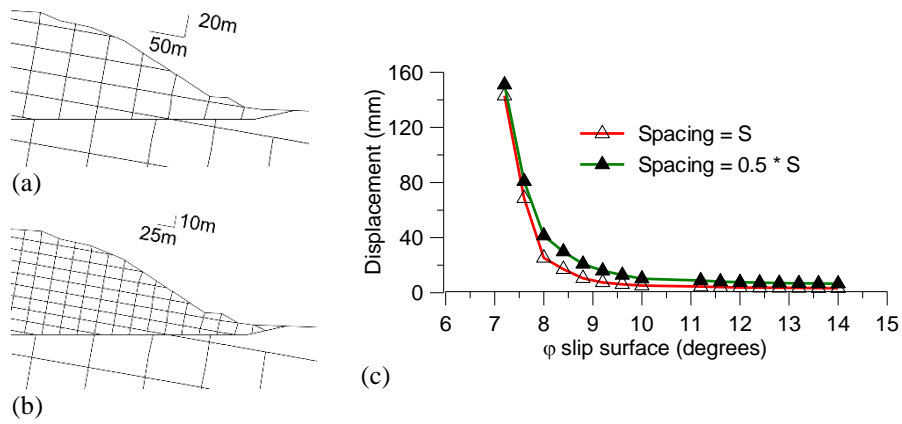 20m
50m
(a)
10m
25m
(b)
Displacement (mm)
160
120
80
40
0
Spacing = S
Spacing = 0.5 * S
6 7 8 9 10 11 12 13 14 15
φ slip surface (degrees)
(c)